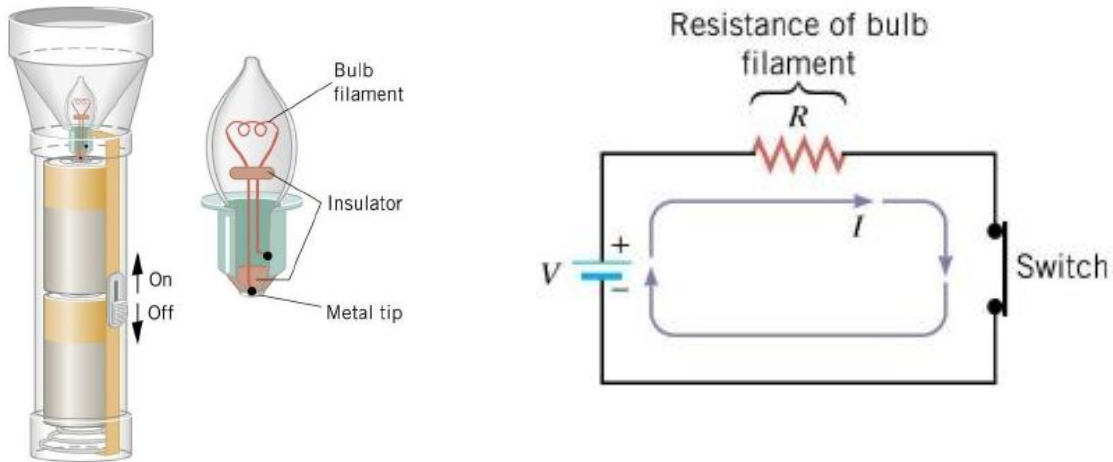 Bulb
filament
Insulator
On
Off
Metal tip
Resistance of bulb
filament
R
I
+
V
−
Switch